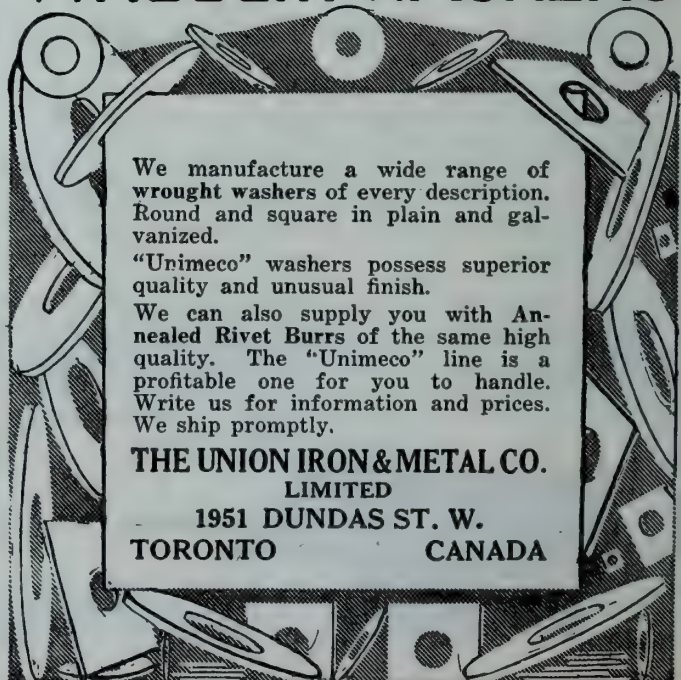 We manufacture a wide range of
wrought washers of every description.
Round and square in plain and gal-
vanized.
"Unimeco" washers possess superior
quality and unusual finish.
We can also supply you with An-
nealed Rivet Burrs of the same high
quality. The "Unimeco" line is a
profitable one for you to handle.
Write us for information and prices.
We ship promptly.
THE UNION IRON & METAL CO.
LIMITED
1951 DUNDAS ST. W.
TORONTO CANADA